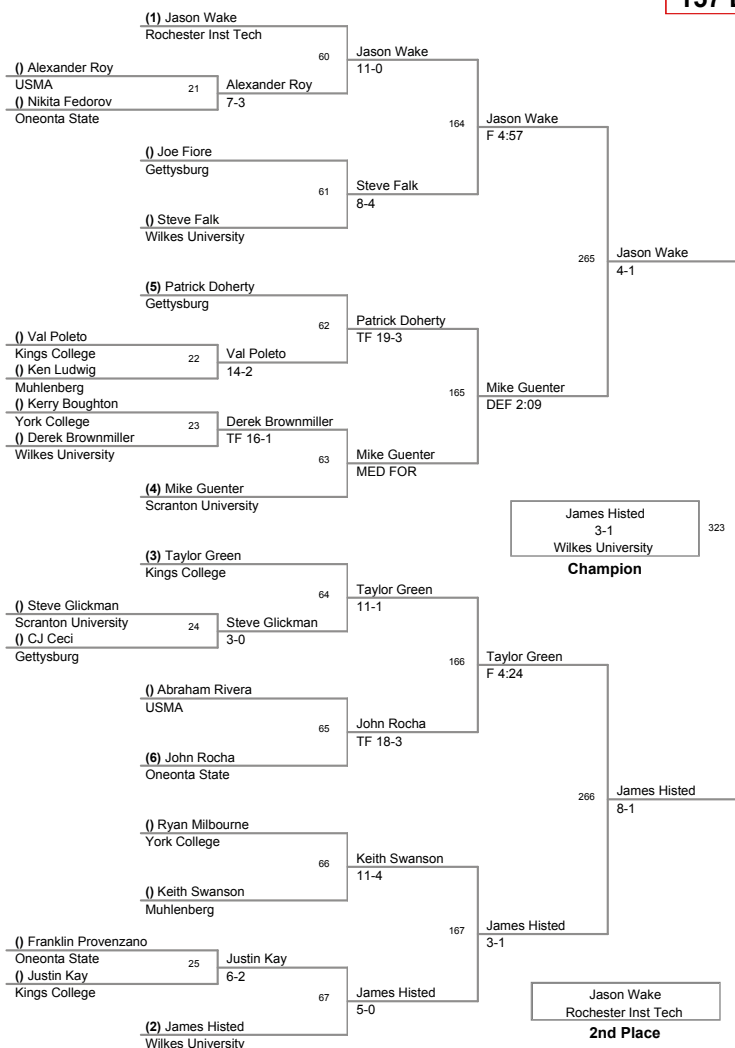 157 
(1) Jason Wake
Rochester Inst Tech
60
Jason Wake
11-0
() Alexander Roy
USMA
21
Alexander Roy
7-3
() Nikita Fedorov
Oneonta State
164
Jason Wake
F 4:57
() Joe Fiore
Gettysburg
61
Steve Falk
8-4
() Steve Falk
Wilkes University
265
Jason Wake
4-1
(5) Patrick Doherty
Gettysburg
62
Patrick Doherty
TF 19-3
() Val Poleto
Kings College
22
Val Poleto
14-2
() Ken Ludwig
Muhlenberg
165
Mike Guenter
DEF 2:09
() Kerry Boughton
York College
23
Derek Brownmiller
TF 16-1
() Derek Brownmiller
Wilkes University
63
Mike Guenter
MED FOR
(4) Mike Guenter
Scranton University
James Histed
3-1
Wilkes University
323
Champion
(3) Taylor Green
Kings College
64
Taylor Green
11-1
() Steve Glickman
Scranton University
24
Steve Glickman
3-0
() CJ Ceci
Gettysburg
166
Taylor Green
F 4:24
() Abraham Rivera
USMA
65
John Rocha
TF 18-3
(6) John Rocha
Oneonta State
266
James Histed
8-1
() Ryan Milbourne
York College
66
Keith Swanson
11-4
() Keith Swanson
Muhlenberg
167
James Histed
3-1
() Franklin Provenzano
Oneonta State
25
Justin Kay
6-2
() Justin Kay
Kings College
67
James Histed
5-0
(2) James Histed
Wilkes University
Jason Wake
Rochester Inst Tech
2nd Place